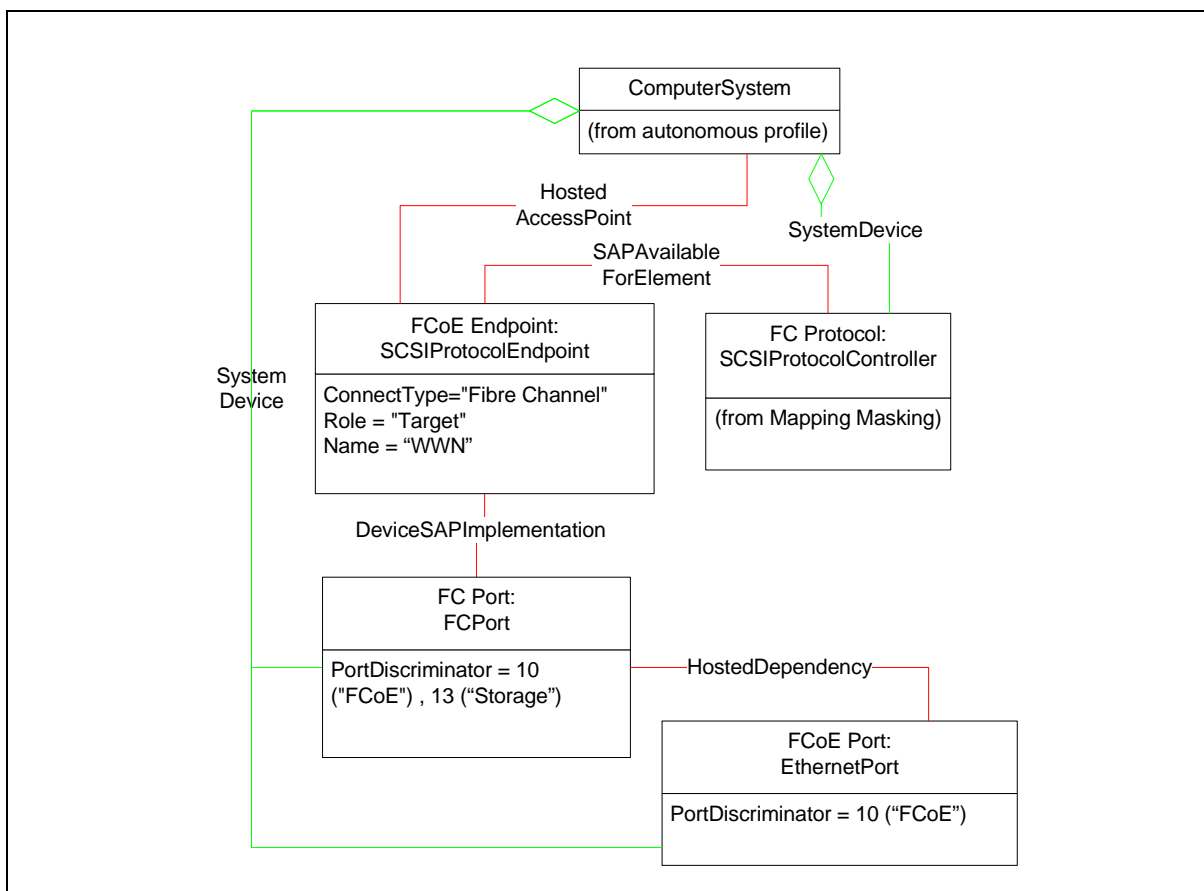 ComputerSystem
(from autonomous profile)
Hosted
AccessPoint
SystemDevice
SAPAvailable
ForElement
FCoE Endpoint:
SCSIProtocolEndpoint
ConnectType="Fibre Channel"
Role = "Target"
Name = “WWN”
FC Protocol:
SCSIProtocolController
(from Mapping Masking)
System
Device
DeviceSAPImplementation
FC Port:
FCPort
PortDiscriminator = 10
("FCoE") , 13 (“Storage”)
HostedDependency
FCoE Port:
EthernetPort
PortDiscriminator = 10 (“FCoE”)